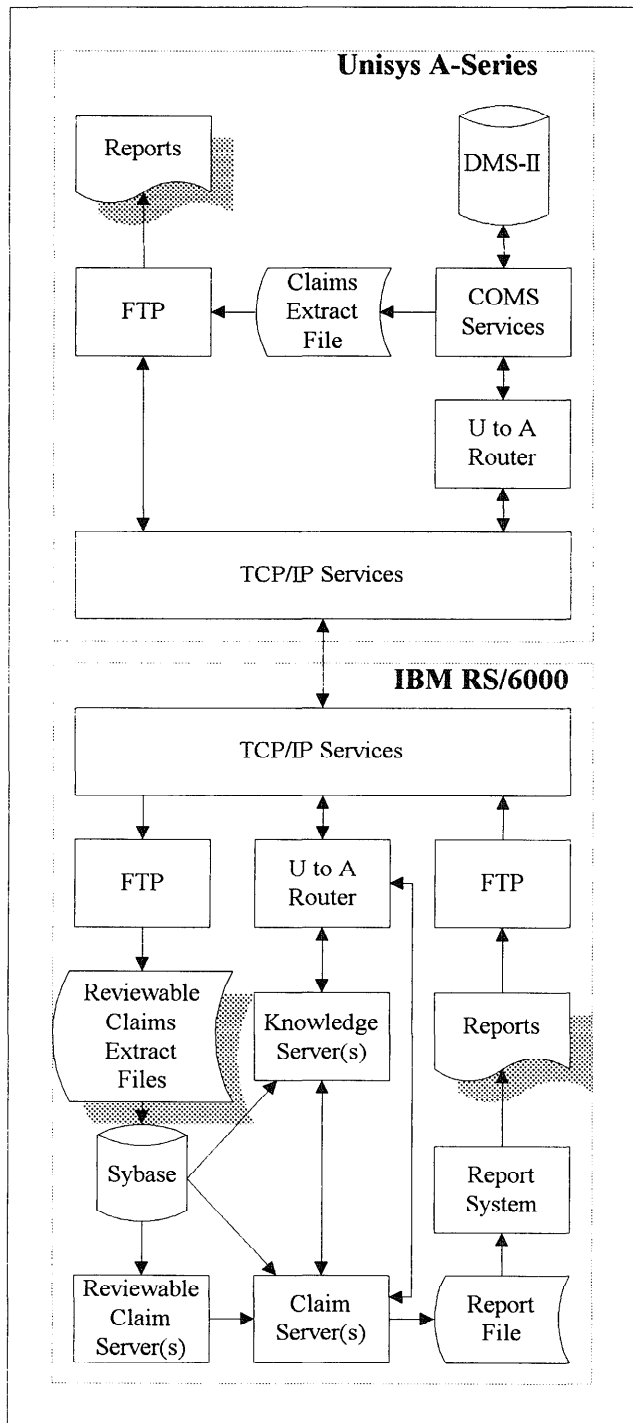 Unisys A-Series
Reports
DMS-II
FTP
Claims
Extract
File
COMS
Services
U to A
Router
TCP/IP Services
IBM RS/6000
TCP/IP Services
FTP
U to A
Router
FTP
Reviewable
Claims
Extract
Files
Knowledge
Server(s)
Reports
Sybase
Report
System
Reviewable
Claim
Server(s)
Claim
Server(s)
Report
File